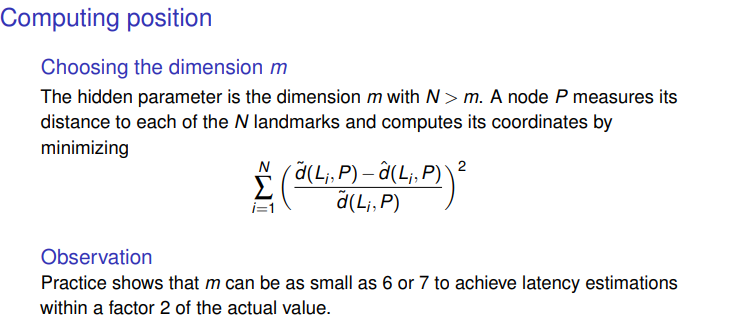 Computing position
Choosing the dimension m
The hidden parameter is the dimension m with N > m. A node P measures its
distance to each of the N landmarks and computes its coordinates by
minimizing
\sum_{i=1}^{N} \left( \frac{\tilde{d}(L_i, P) - \hat{d}(L_i, P)}{\tilde{d}(L_i, P)} \right)^2
Observation
Practice shows that m can be as small as 6 or 7 to achieve latency estimations
within a factor 2 of the actual value.